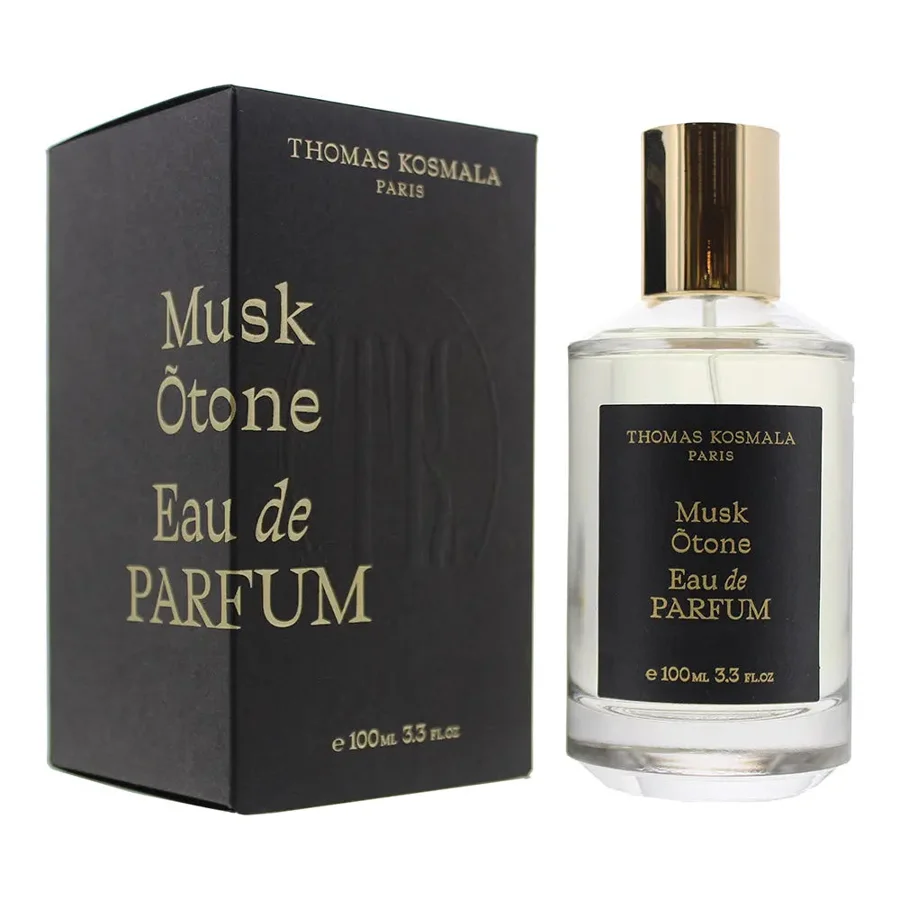 THOMAS KOSMALA
PARIS
Musk
Õtone
Eau de
PARFUM
e 100ML 3.3 FL.OZ
THOMAS KOSMALA
PARIS
Musk
Õtone
Eau de
PARFUM
e 100ML 3.3 FL.OZ